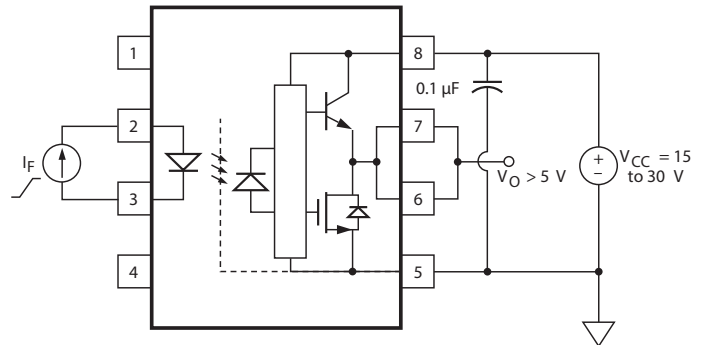 1
8
0.1 µF
2
7
I_F
V_CC = 15
to 30 V
V_O > 5 V
+
–
3
6
4
5